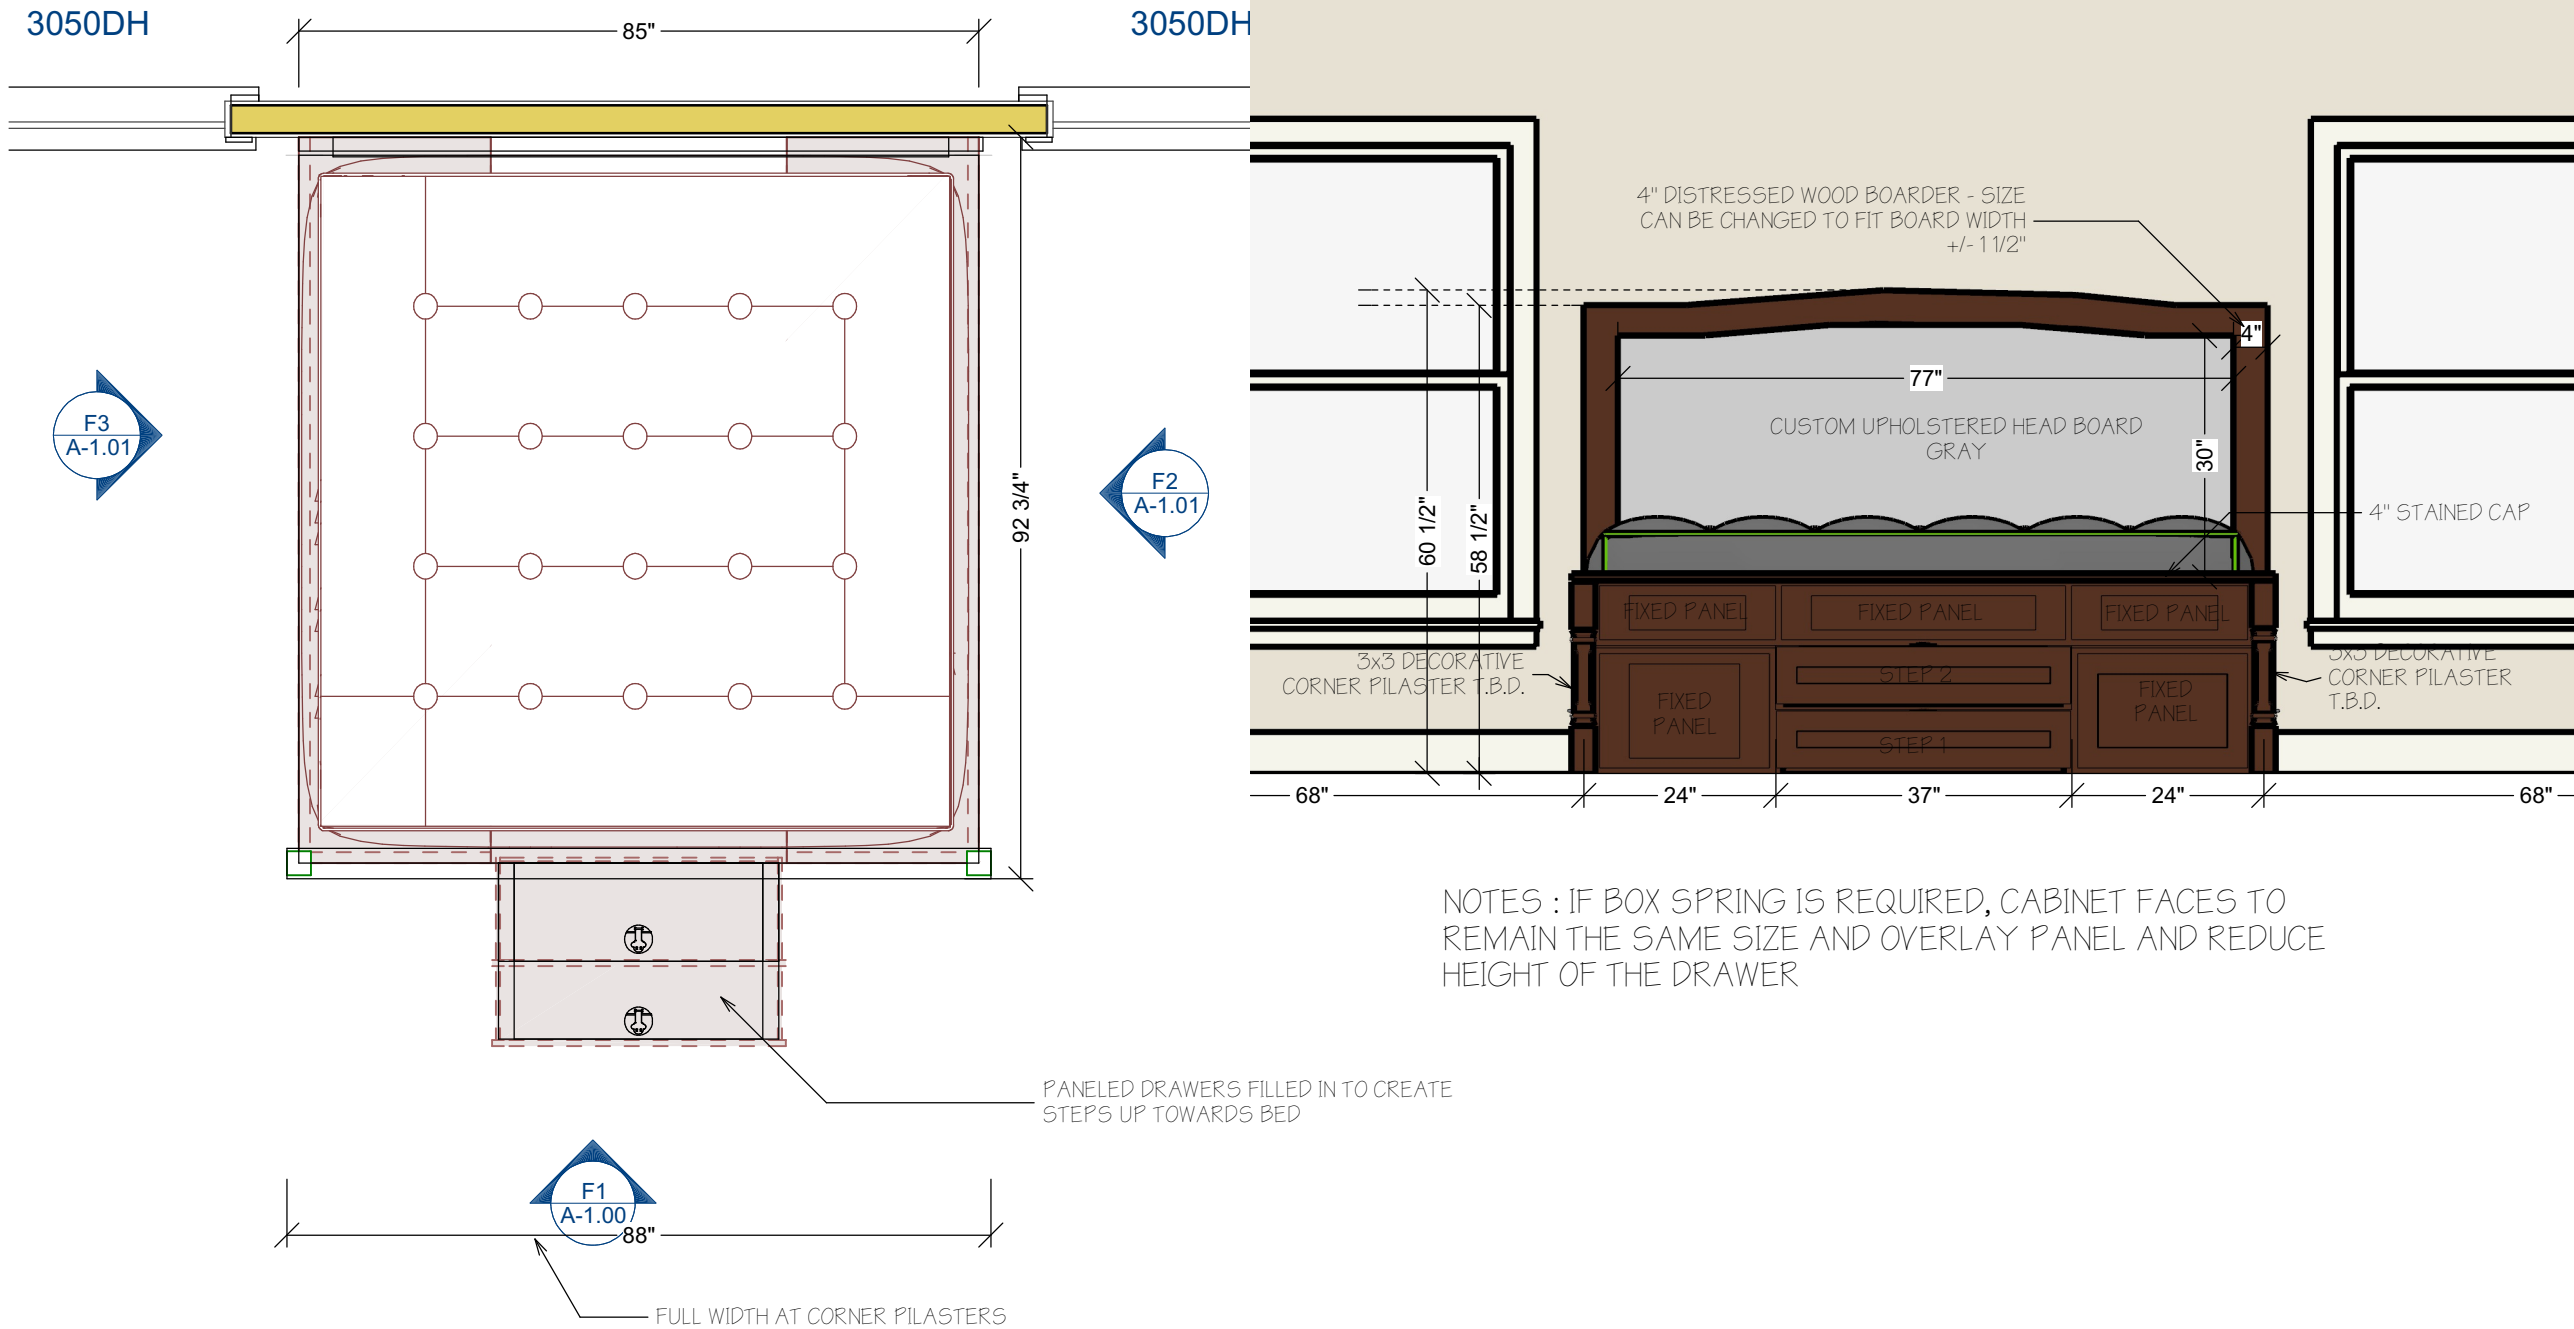 3050DH
85"
3050DH
F3
A-1.01
F2
A-1.01
92 3/4"
PANELED DRAWERS FILLED IN TO CREATE
STEPS UP TOWARDS BED
F1
A-1.00
88"
FULL WIDTH AT CORNER PILASTERS
4" DISTRESSED WOOD BOARDER - SIZE
CAN BE CHANGED TO FIT BOARD WIDTH
+/- 1 1/2"
4"
77"
CUSTOM UPHOLSTERED HEAD BOARD
GRAY
30"
60 1/2"
58 1/2"
4" STAINED CAP
FIXED PANEL
FIXED PANEL
FIXED PANEL
3x3 DECORATIVE
CORNER PILASTER T.B.D.
STEP 2
FIXED
PANEL
FIXED
PANEL
STEP 1
3x3 DECORATIVE
CORNER PILASTER
T.B.D.
68"
24"
37"
24"
68"
NOTES : IF BOX SPRING IS REQUIRED, CABINET FACES TO
REMAIN THE SAME SIZE AND OVERLAY PANEL AND REDUCE
HEIGHT OF THE DRAWER